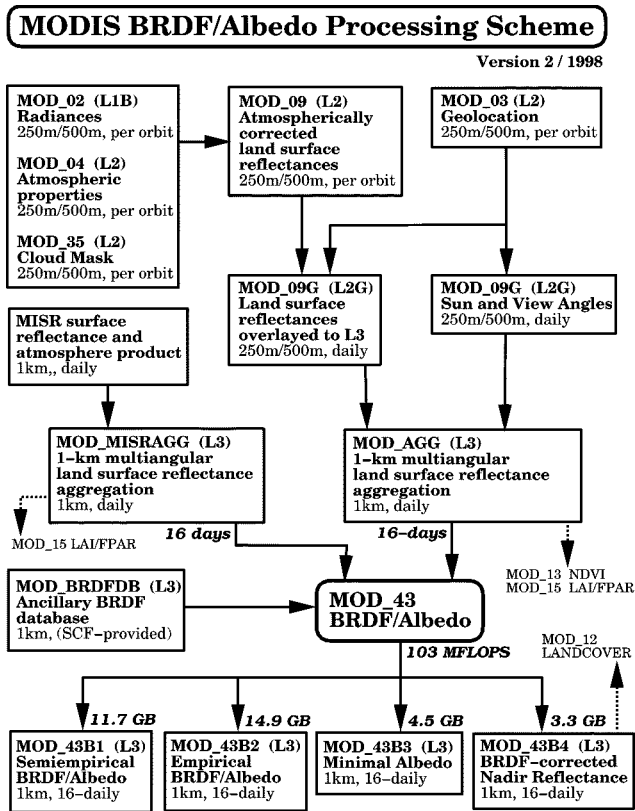 MODIS BRDF/Albedo Processing Scheme
Version 2 / 1998
MOD_02 (L1B)
Radiances
250m/500m, per orbit
MOD_04 (L2)
Atmospheric
properties
250m/500m, per orbit
MOD_35 (L2)
Cloud Mask
250m/500m, per orbit
MOD_09 (L2)
Atmospherically
corrected
land surface
reflectances
250m/500m, per orbit
MOD_03 (L2)
Geolocation
250m/500m, per orbit
MISR surface
reflectance and
atmosphere product
1km,, daily
MOD_09G (L2G)
Land surface
reflectances
overlayed to L3
250m/500m, daily
MOD_09G (L2G)
Sun and View Angles
250m/500m, daily
MOD_MISRAGG (L3)
1-km multiangular
land surface reflectance
aggregation
1km, daily
MOD_AGG (L3)
1-km multiangular
land surface reflectance
aggregation
1km, daily
MOD_15 LAI/FPAR
16 days
16-days
MOD_13 NDVI
MOD_15 LAI/FPAR
MOD_BRDFDB (L3)
Ancillary BRDF
database
1km, (SCF-provided)
MOD_43
BRDF/Albedo
103 MFLOPS
MOD_12
LANDCOVER
11.7 GB
14.9 GB
4.5 GB
3.3 GB
MOD_43B1 (L3)
Semiempirical
BRDF/Albedo
1km, 16-daily
MOD_43B2 (L3)
Empirical
BRDF/Albedo
1km, 16-daily
MOD_43B3 (L3)
Minimal Albedo
1km, 16-daily
MOD_43B4 (L3)
BRDF-corrected
Nadir Reflectance
1km, 16-daily